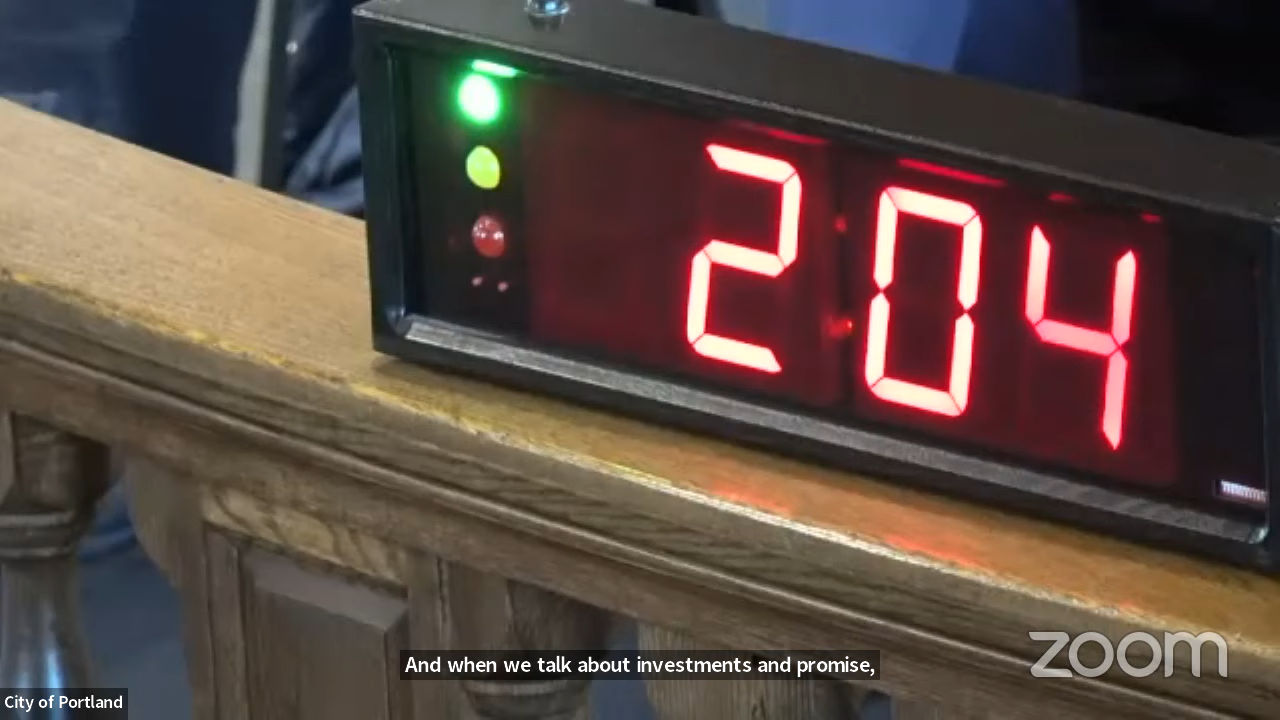 204
And when we talk about investments and promise,
zoom
City of Portland